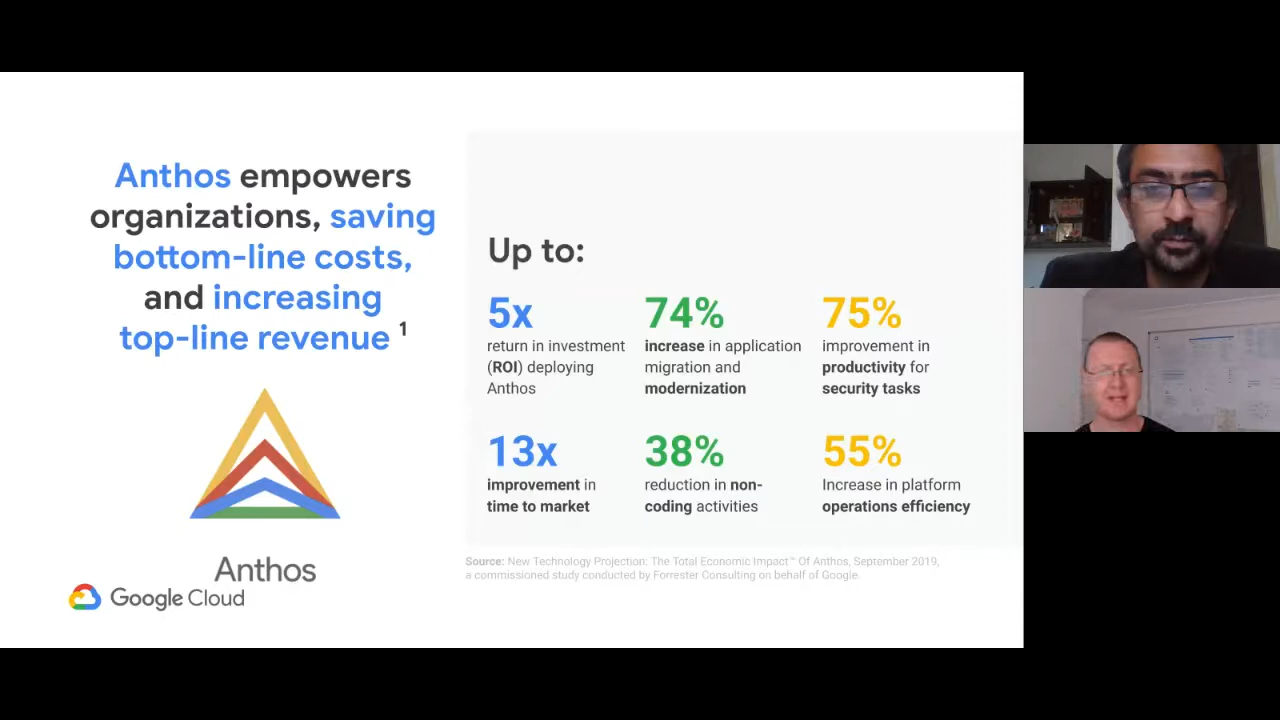 Anthos empowers
organizations, saving
bottom-line costs,
and increasing
top-line revenue 1
Anthos
Google Cloud
Up to:
5x
return in investment
(ROI) deploying
Anthos
74%
increase in application
migration and
modernization
75%
improvement in
productivity for
security tasks
13x
improvement in
time to market
38%
reduction in non-
coding activities
55%
Increase in platform
operations efficiency
Source: New Technology Projection: The Total Economic Impact™ Of Anthos, September 2019,
a commissioned study conducted by Forrester Consulting on behalf of Google.